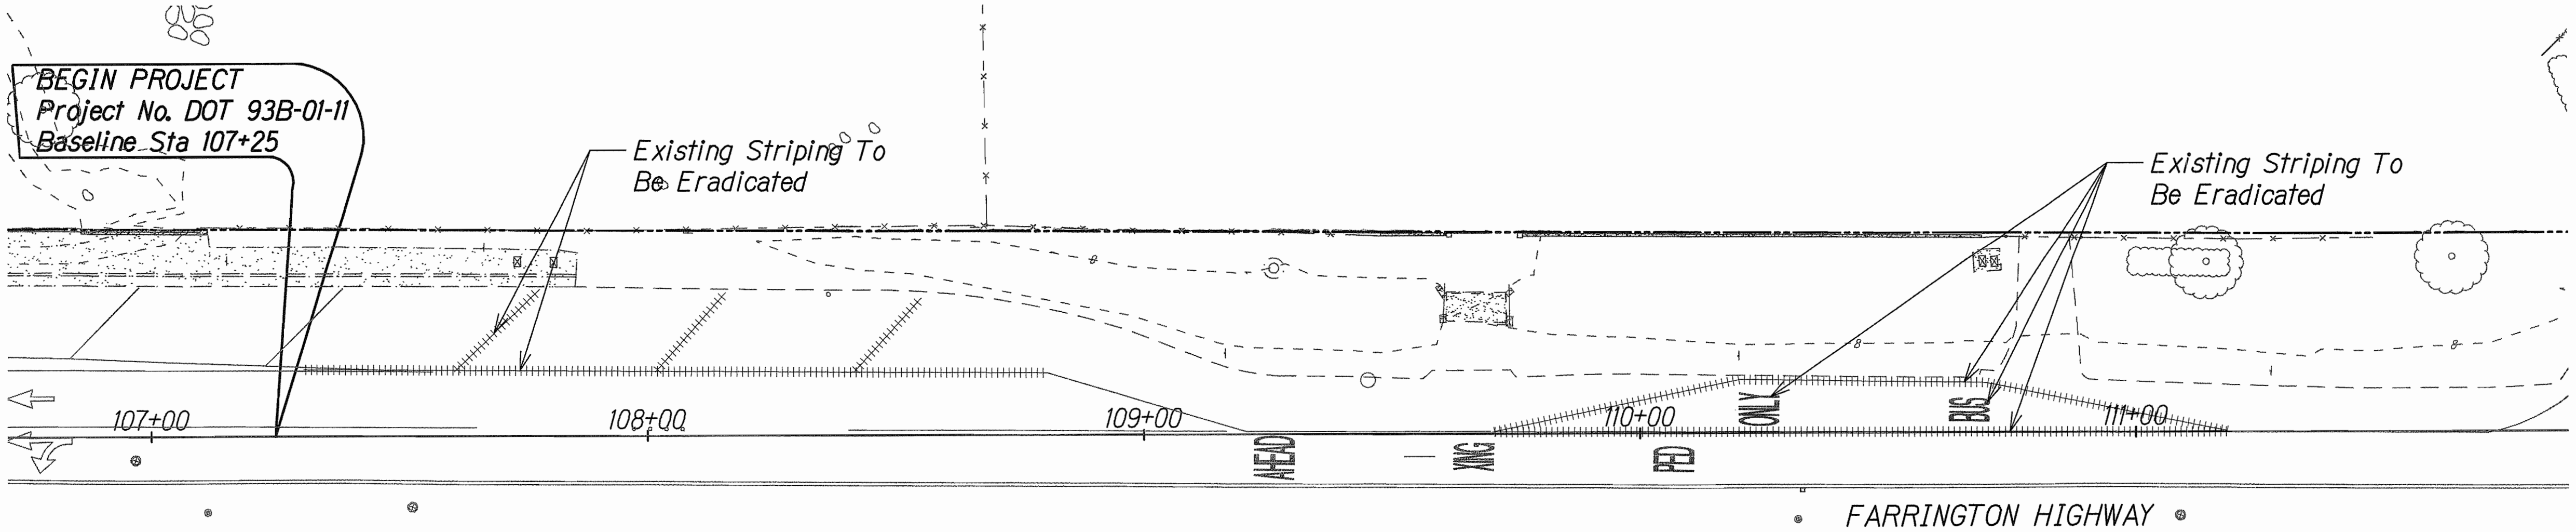 BEGIN PROJECT
Project No. DOT 93B-01-11
Baseline Sta 107+25
Existing Striping To
Be Eradicated
Existing Striping To
Be Eradicated
107+00
108+00
109+00
110+00
111+00
ONLY
BUS
AHEAD
XING
PED
FARRINGTON HIGHWAY